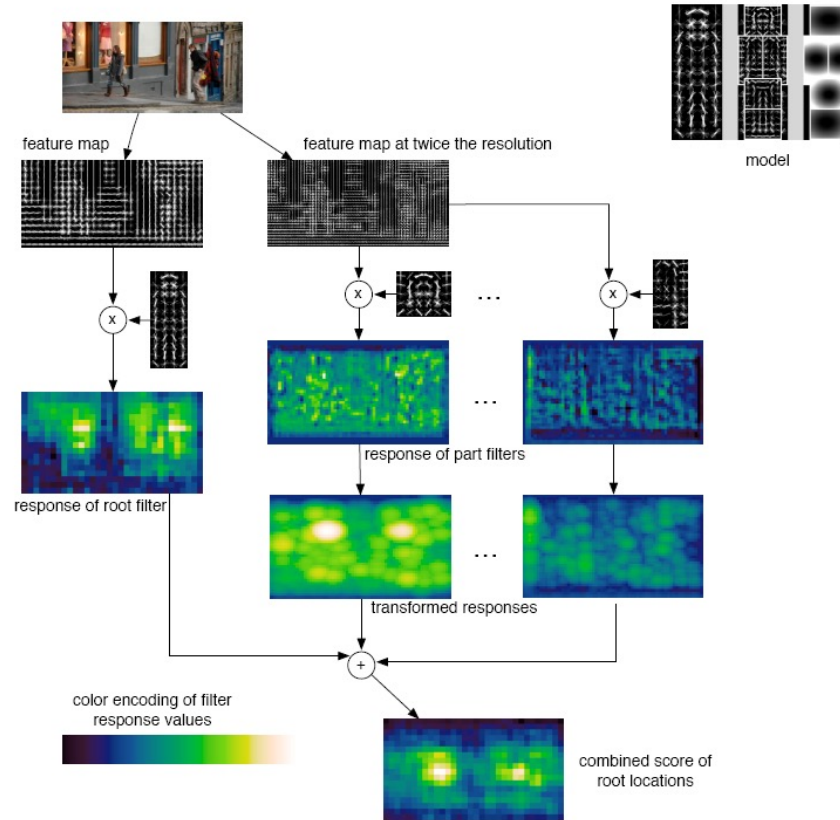 model
feature map
feature map at twice the resolution
x
x
...
x
...
response of part filters
response of root filter
...
transformed responses
+
color encoding of filter
response values
combined score of
root locations